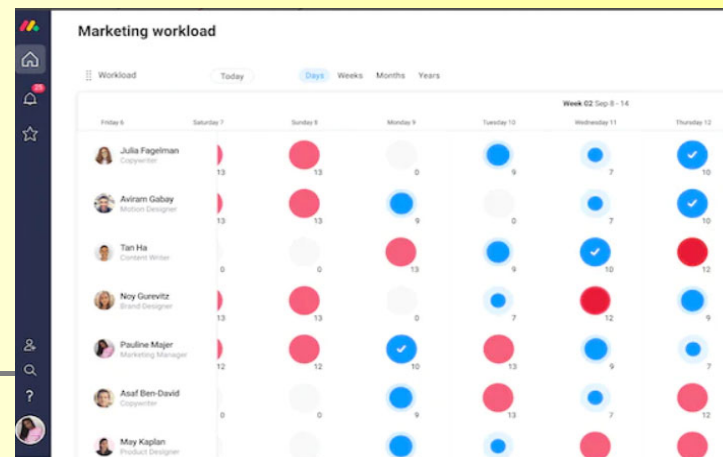 Marketing workload
Workload Today Days Weeks Months Years
Week 02 Sep 8 - 14
Friday 6 Saturday 7 Sunday 8 Monday 9 Tuesday 10 Wednesday 11 Thursday 12
25
Julia Fagelman
Copywriter
13 13 0 9 7 10
Aviram Gabay
Motion Designer
13 13 9 0 7 10
Tan Ha
Content Writer
0 0 13 9 10 12
Noy Gurevitz
Brand Designer
13 13 0 7 12 9
Pauline Majer
Marketing Manager
12 12 10 13 9 7
Asaf Ben-David
Copywriter
0 0 9 13 7 12
May Kaplan
Product Designer
?